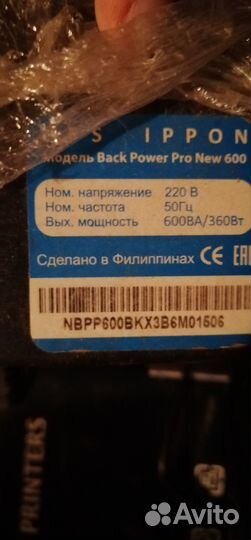 S IPPON
Модель Back Power Pro New 600
Ном. напряжение 220 В
Ном. частота 50Гц
Вых. мощность 600ВА/360Вт
Сделано в Филиппинах CE EAC
NBPP600BKX3B6M01506
PRINTERS
Avito